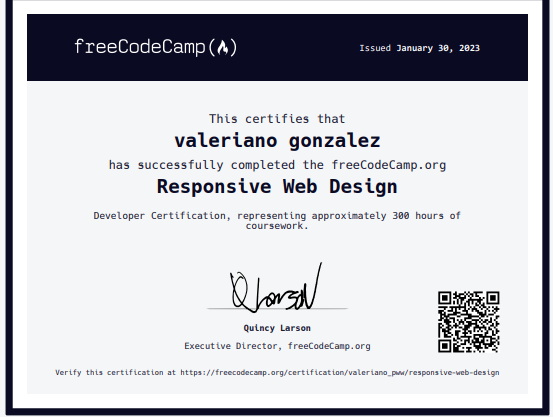 freeCodeCamp(🔥)
Issued January 30, 2023
This certifies that
valeriano gonzalez
has successfully completed the freeCodeCamp.org
Responsive Web Design
Developer Certification, representing approximately 300 hours of
coursework.
QLarson
Quincy Larson
Executive Director, freeCodeCamp.org
Verify this certification at https://freecodecamp.org/certification/valeriano_pww/responsive-web-design